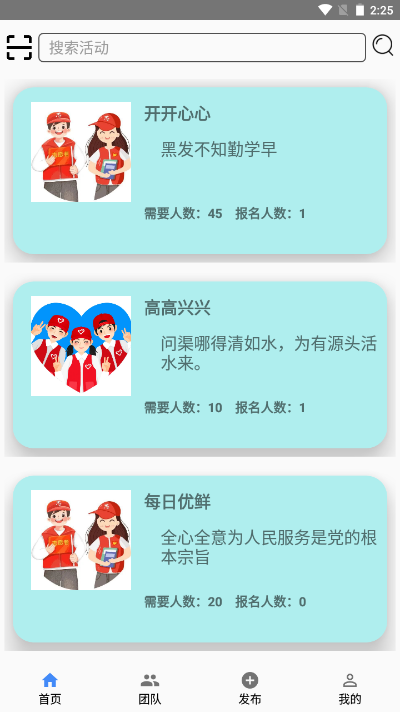 2:25
搜索活动
开开心心
黑发不知勤学早
需要人数：45 报名人数：1
高高兴兴
问渠哪得清如水，为有源头活
水来。
需要人数：10 报名人数：1
每日优鲜
全心全意为人民服务是党的根
本宗旨
需要人数：20 报名人数：0
首页 团队 发布 我的